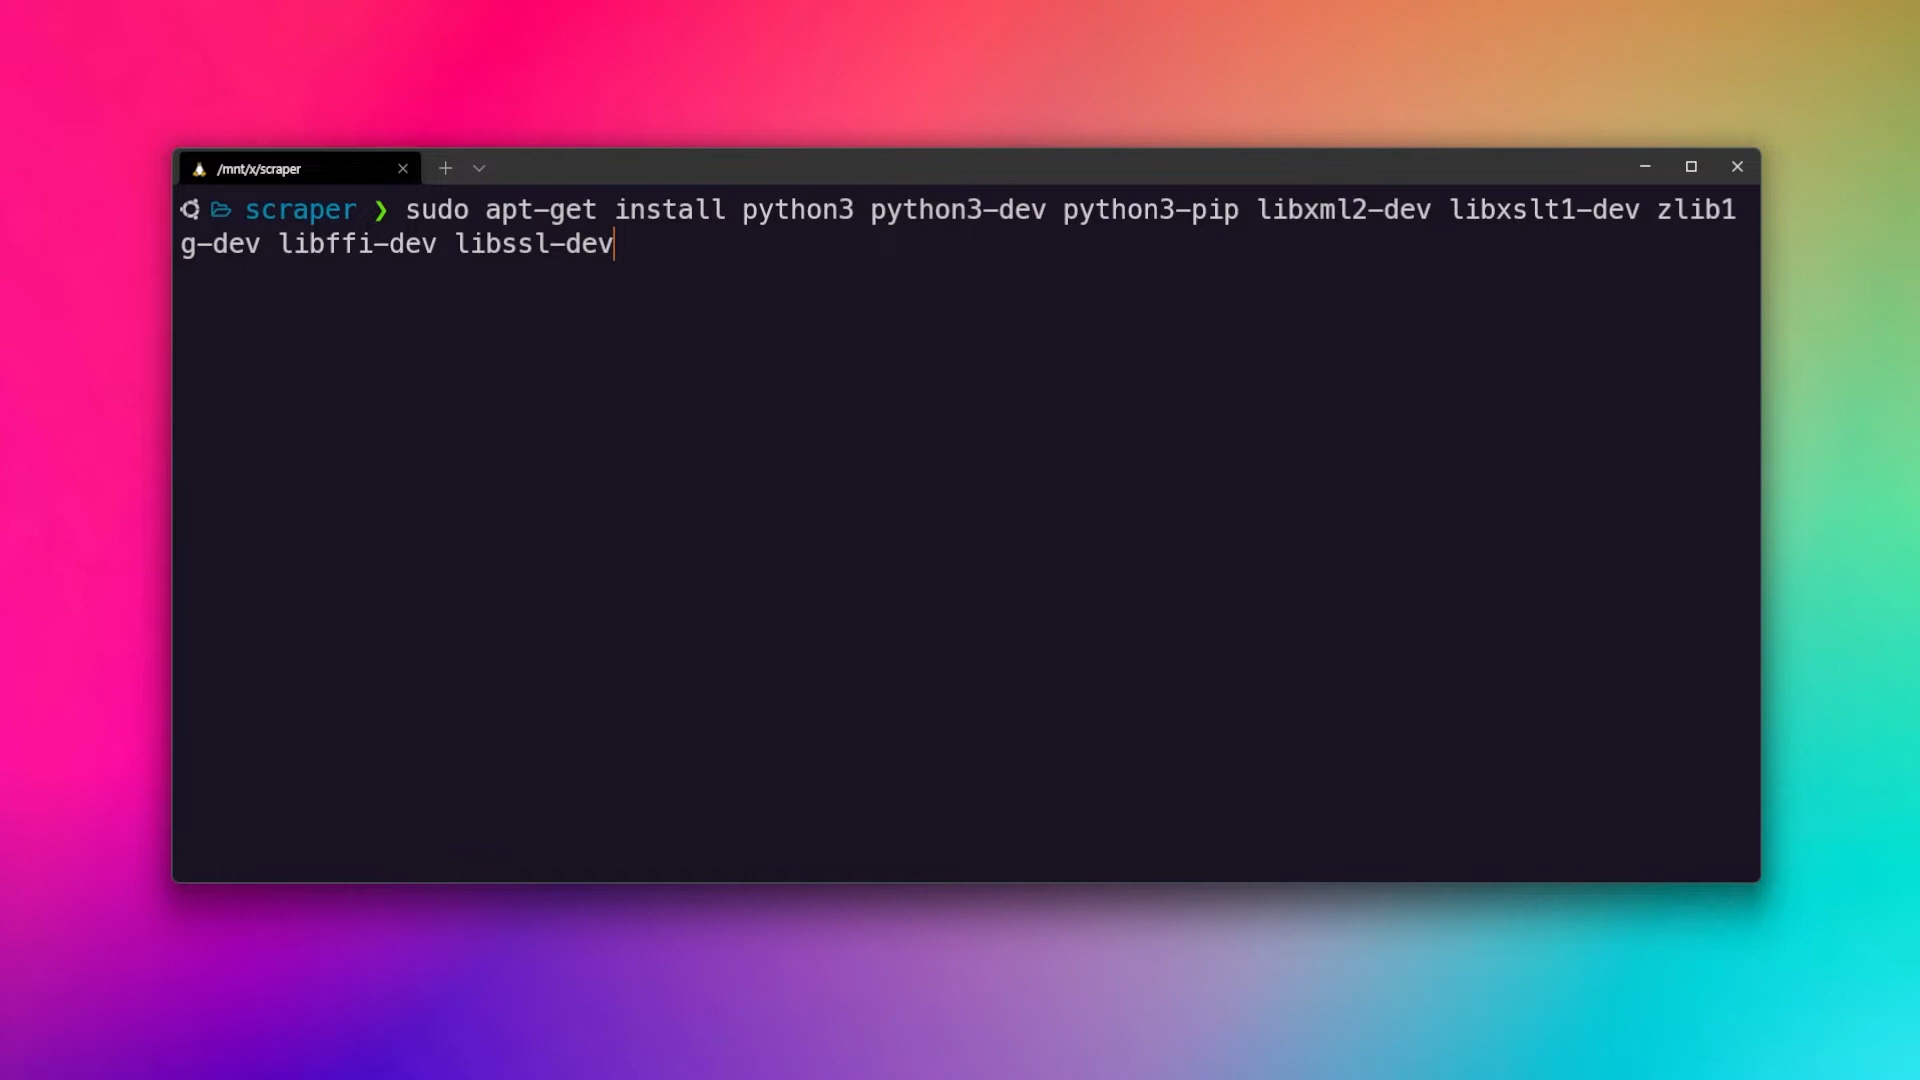 /mnt/x/scraper
scraper ❯ sudo apt-get install python3 python3-dev python3-pip libxml2-dev libxslt1-dev zlib1
g-dev libffi-dev libssl-dev